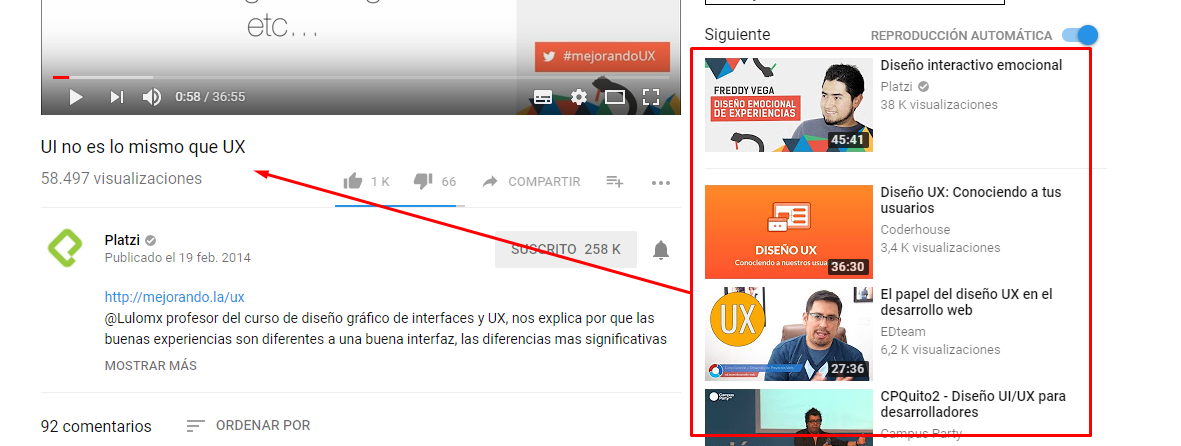 etc...
#mejorandoUX
0:58 / 36:55
UI no es lo mismo que UX
58.497 visualizaciones
1 K
66
COMPARTIR
Platzi
Publicado el 19 feb. 2014
SUSCRITO 258 K
http://mejorando.la/ux
@Lulomx profesor del curso de diseño gráfico de interfaces y UX, nos explica por que las
buenas experiencias son diferentes a una buena interfaz, las diferencias mas significativas
MOSTRAR MÁS
92 comentarios
ORDENAR POR
Siguiente
REPRODUCCIÓN AUTOMÁTICA
FREDDY VEGA
DISEÑO EMOCIONAL
DE EXPERIENCIAS
45:41
Diseño interactivo emocional
Platzi
38 K visualizaciones
DISEÑO UX
Conociendo a nuestros
36:30
Diseño UX: Conociendo a tus
usuarios
Coderhouse
3,4 K visualizaciones
UX
27:36
El papel del diseño UX en el
desarrollo web
EDteam
6,2 K visualizaciones
Campus
Party
CPQuito2 - Diseño UI/UX para
desarrolladores
Campus Party